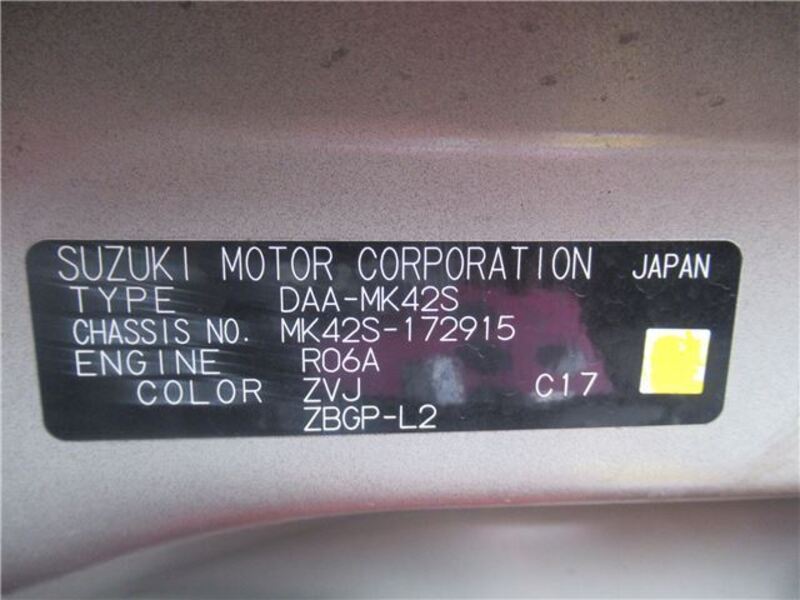 SUZUKI MOTOR CORPORATION JAPAN
TYPE DAA-MK42S
CHASSIS NO. MK42S-172915
ENGINE R06A
COLOR ZVJ C17
ZBGP-L2